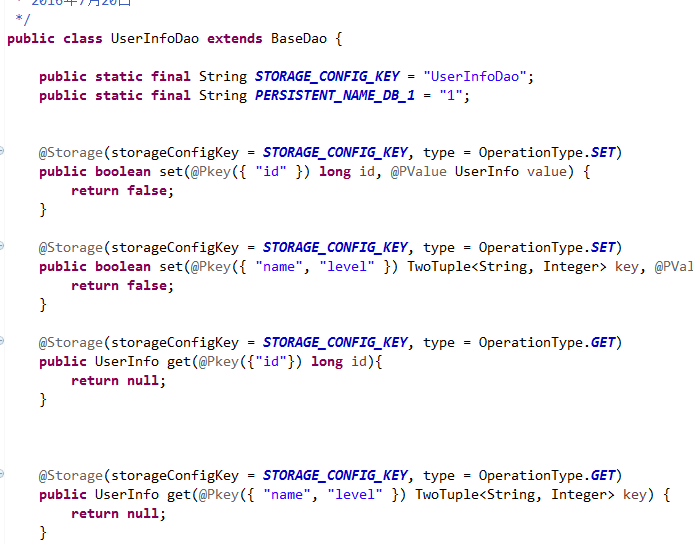 * 2016年7月20日
*/
public class UserInfoDao extends BaseDao {
public static final String STORAGE_CONFIG_KEY = "UserInfoDao";
public static final String PERSISTENT_NAME_DB_1 = "1";
@Storage(storageConfigKey = STORAGE_CONFIG_KEY, type = OperationType.SET)
public boolean set(@Pkey({ "id" }) long id, @PValue UserInfo value) {
return false;
}
@Storage(storageConfigKey = STORAGE_CONFIG_KEY, type = OperationType.SET)
public boolean set(@Pkey({ "name", "level" }) TwoTuple<String, Integer> key, @PVal
return false;
}
@Storage(storageConfigKey = STORAGE_CONFIG_KEY, type = OperationType.GET)
public UserInfo get(@Pkey({"id"}) long id){
return null;
}
@Storage(storageConfigKey = STORAGE_CONFIG_KEY, type = OperationType.GET)
public UserInfo get(@Pkey({ "name", "level" }) TwoTuple<String, Integer> key) {
return null;
}